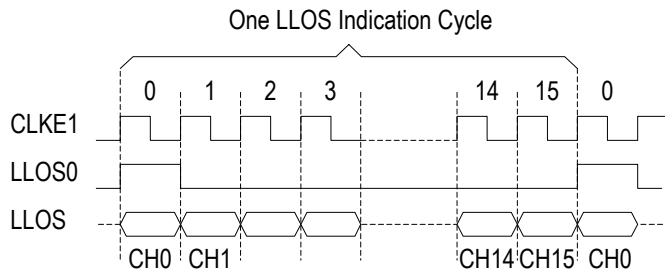 One LLOS Indication Cycle
0 1 2 3 14 15 0
CLKE1
LLOS0
LLOS
CH0 CH1 CH14 CH15 CH0